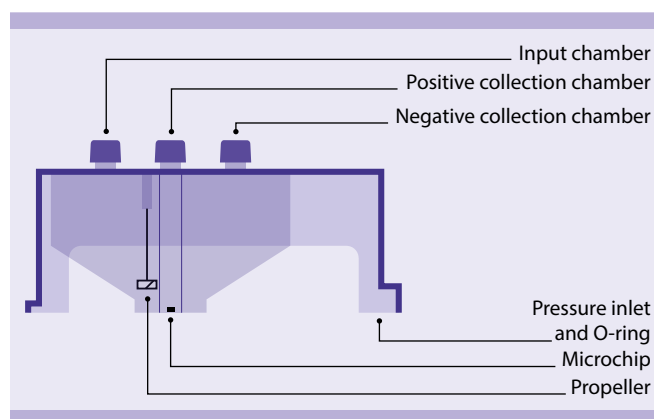 Input chamber
Positive collection chamber
Negative collection chamber
Pressure inlet
and O-ring
Microchip
Propeller